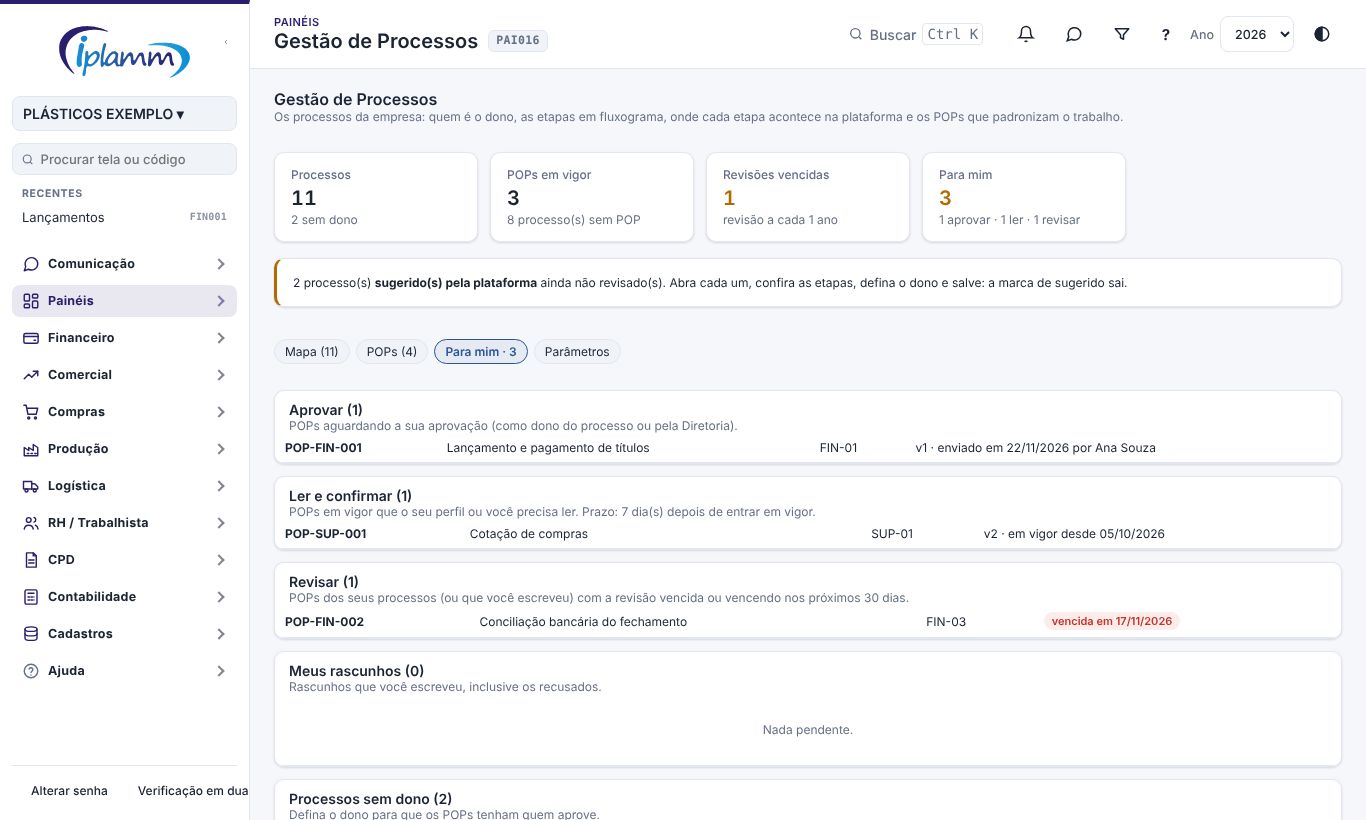 iplamm
‹
PLÁSTICOS EXEMPLO ▾
Procurar tela ou código
RECENTES
Lançamentos FIN001
Comunicação
Painéis
Financeiro
Comercial
Compras
Produção
Logística
RH / Trabalhista
CPD
Contabilidade
Cadastros
Ajuda
Alterar senha Verificação em dua
PAINÉIS
Gestão de Processos PAI016
Buscar Ctrl K ? Ano 2026
Gestão de Processos
Os processos da empresa: quem é o dono, as etapas em fluxograma, onde cada etapa acontece na plataforma e os POPs que padronizam o trabalho.
Processos
11
2 sem dono
POPs em vigor
3
8 processo(s) sem POP
Revisões vencidas
1
revisão a cada 1 ano
Para mim
3
1 aprovar · 1 ler · 1 revisar
2 processo(s) sugerido(s) pela plataforma ainda não revisado(s). Abra cada um, confira as etapas, defina o dono e salve: a marca de sugerido sai.
Mapa (11) POPs (4) Para mim · 3 Parâmetros
Aprovar (1)
POPs aguardando a sua aprovação (como dono do processo ou pela Diretoria).
POP-FIN-001 Lançamento e pagamento de títulos FIN-01 v1 · enviado em 22/11/2026 por Ana Souza
Ler e confirmar (1)
POPs em vigor que o seu perfil ou você precisa ler. Prazo: 7 dia(s) depois de entrar em vigor.
POP-SUP-001 Cotação de compras SUP-01 v2 · em vigor desde 05/10/2026
Revisar (1)
POPs dos seus processos (ou que você escreveu) com a revisão vencida ou vencendo nos próximos 30 dias.
POP-FIN-002 Conciliação bancária do fechamento FIN-03 vencida em 17/11/2026
Meus rascunhos (0)
Rascunhos que você escreveu, inclusive os recusados.
Nada pendente.
Processos sem dono (2)
Defina o dono para que os POPs tenham quem aprove.